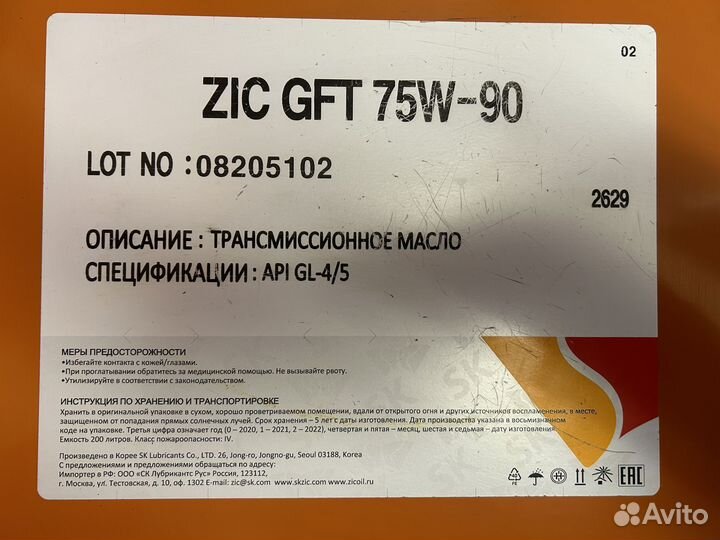 02
ZIC GFT 75W-90
LOT NO : 08205102
2629
ОПИСАНИЕ : ТРАНСМИССИОННОЕ МАСЛО
СПЕЦИФИКАЦИИ : API GL-4/5
МЕРЫ ПРЕДОСТОРОЖНОСТИ
•Избегайте контакта с кожей/глазами.
•При проглатывании обратитесь за медицинской помощью. Не вызывайте рвоту.
•Утилизируйте в соответствии с законодательством.
ИНСТРУКЦИЯ ПО ХРАНЕНИЮ И ТРАНСПОРТИРОВКЕ
Хранить в оригинальной упаковке в сухом, хорошо проветриваемом помещении, вдали от открытого огня и других источников воспламенения, в месте,
защищенном от попадания прямых солнечных лучей. Срок хранения – 5 лет с даты изготовления. Дата производства указана в восьмизначном
коде на упаковке. Третья цифра означает год (0 – 2020, 1 – 2021, 2 – 2022), четвертая и пятая – месяц, шестая и седьмая – дату изготовления.
Емкость 200 литров. Класс пожароопасности: IV.
Произведено в Корее SK Lubricants Co., LTD. 26, Jong-ro, Jongno-gu, Seoul 03188, Korea
С предложениями и предложениями обращаться по адресу:
Импортер в РФ: ООО «СК Лубрикантс Рус» Россия, 123112,
г. Москва, ул. Тестовская, д. 10, оф. 1302 E-mail: zic@sk.com www.skzic.com www.zicoil.ru
EAC
Avito